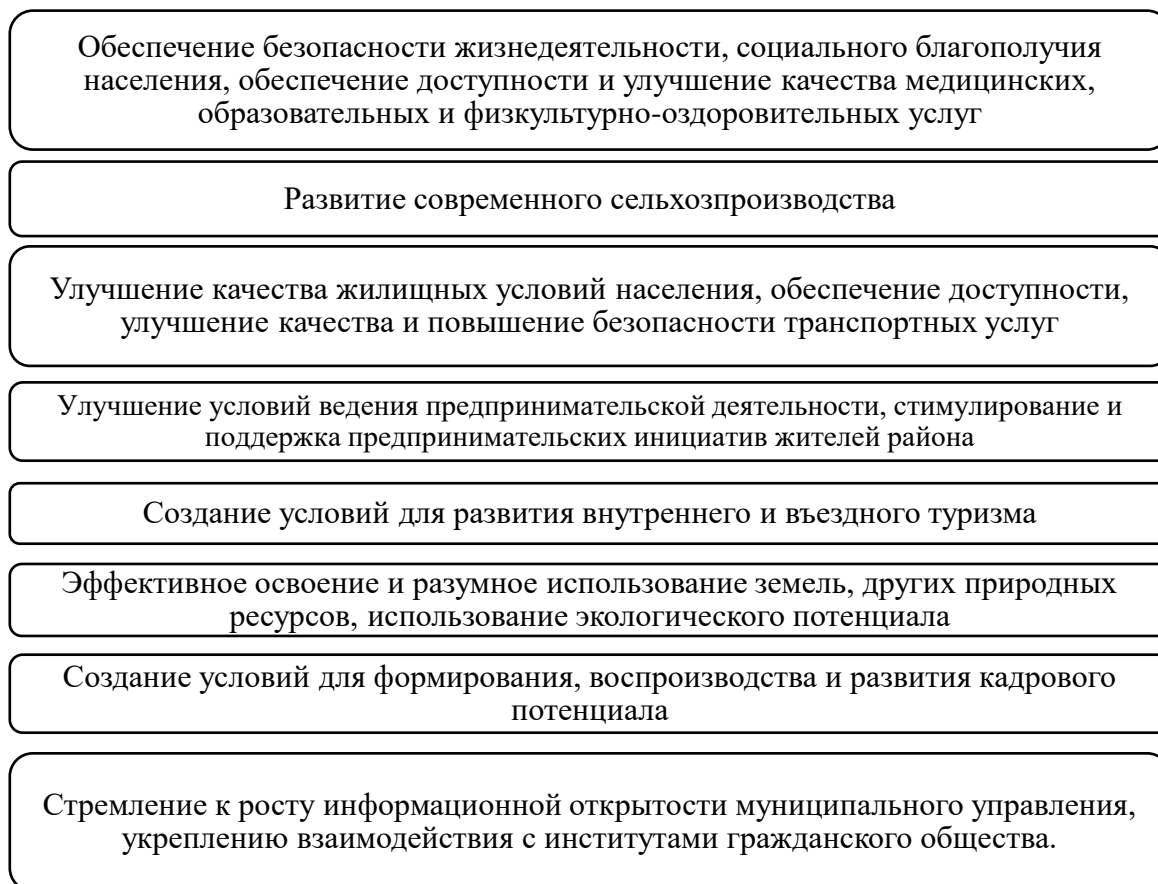 Обеспечение безопасности жизнедеятельности, социального благополучия
населения, обеспечение доступности и улучшение качества медицинских,
образовательных и физкультурно-оздоровительных услуг
Развитие современного сельхозпроизводства
Улучшение качества жилищных условий населения, обеспечение доступности,
улучшение качества и повышение безопасности транспортных услуг
Улучшение условий ведения предпринимательской деятельности, стимулирование и
поддержка предпринимательских инициатив жителей района
Создание условий для развития внутреннего и въездного туризма
Эффективное освоение и разумное использование земель, других природных
ресурсов, использование экологического потенциала
Создание условий для формирования, воспроизводства и развития кадрового
потенциала
Стремление к росту информационной открытости муниципального управления,
укреплению взаимодействия с институтами гражданского общества.